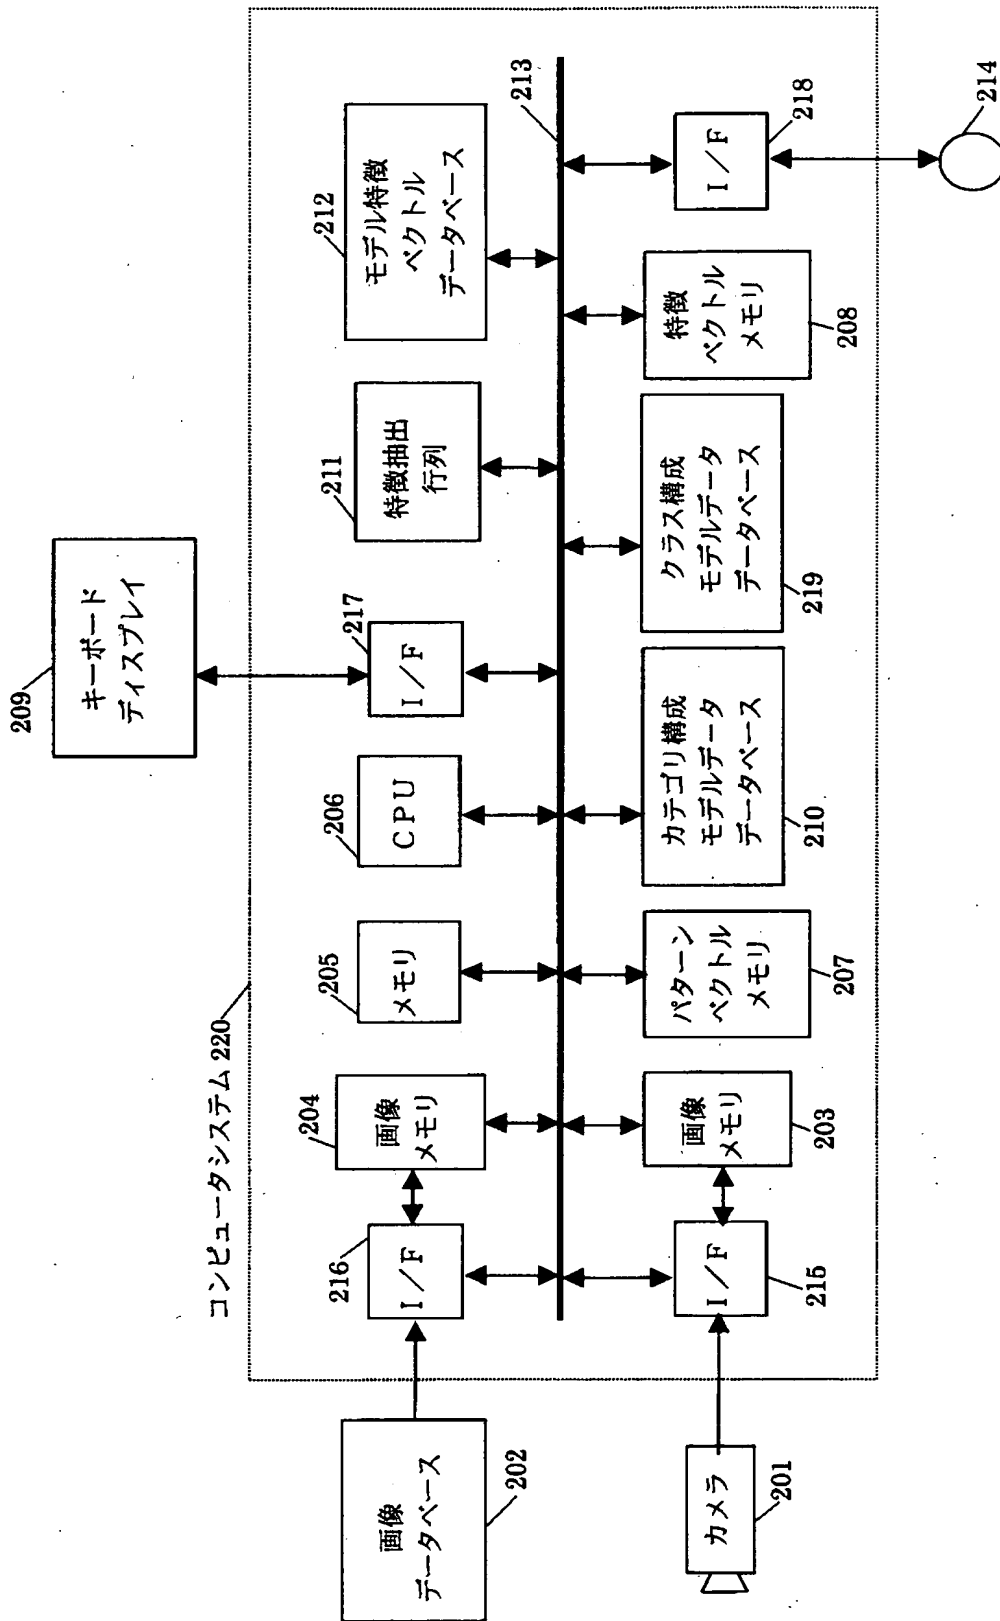 コンピュータシステム 220
209
キーボード
ディスプレイ
216
I/F
204
画像
メモリ
205
メモリ
206
CPU
217
I/F
211
特徴抽出
行列
212
モデル特徴
ベクトル
データベース
213
画像
データベース
202
カメラ
201
I/F
215
画像
メモリ
203
パターン
ベクトル
メモリ
207
カテゴリ構成
モデルデータ
データベース
210
クラス構成
モデルデータ
データベース
219
特徴
ベクトル
メモリ
208
I/F
218
214